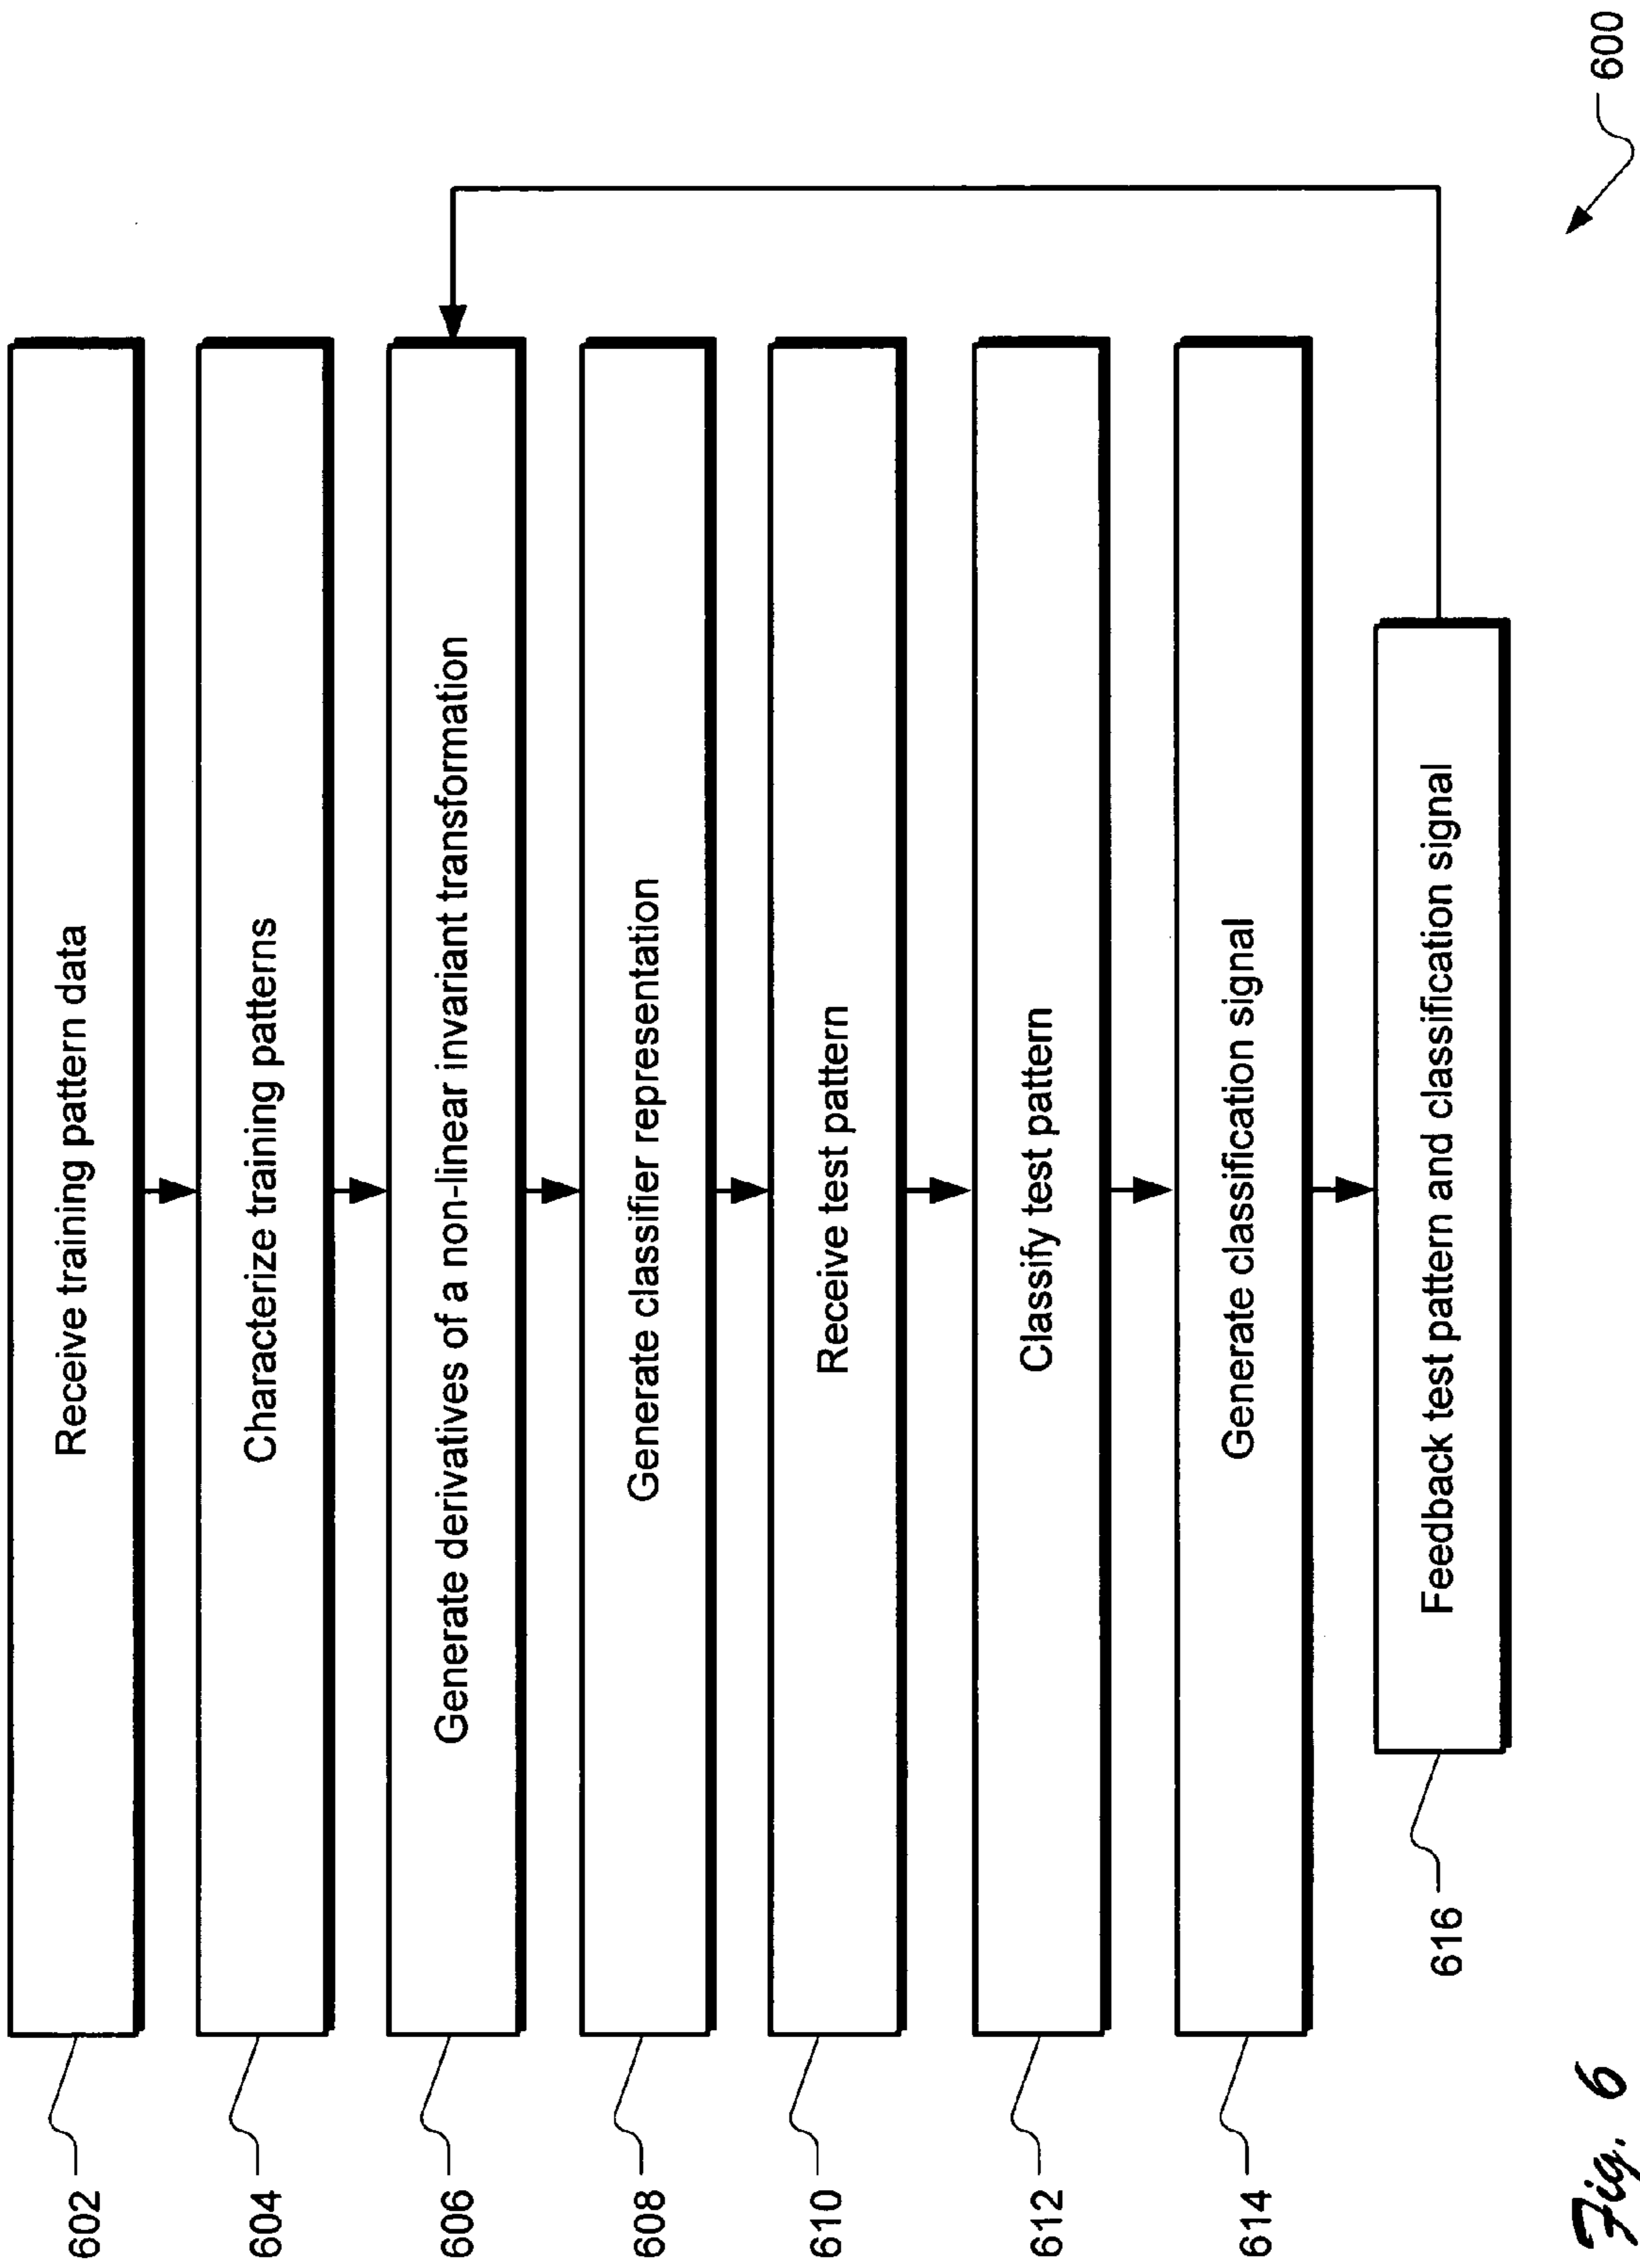 602
Receive training pattern data
604
Characterize training patterns
606
Generate derivatives of a non-linear invariant transformation
608
Generate classifier representation
610
Receive test pattern
612
Classify test pattern
614
Generate classification signal
616
Feedback test pattern and classification signal
600
Fig. 6